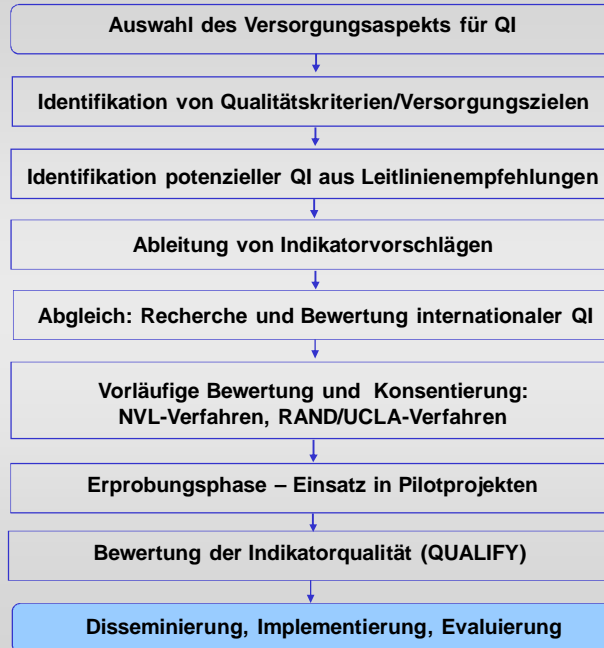 Auswahl des Versorgungsaspekts für QI
Identifikation von Qualitätskriterien/Versorgungszielen
Identifikation potenzieller QI aus Leitlinienempfehlungen
Ableitung von Indikatorvorschlägen
Abgleich: Recherche und Bewertung internationaler QI
Vorläufige Bewertung und Konsentierung:
NVL-Verfahren, RAND/UCLA-Verfahren
Erprobungsphase – Einsatz in Pilotprojekten
Bewertung der Indikatorqualität (QUALIFY)
Disseminierung, Implementierung, Evaluierung